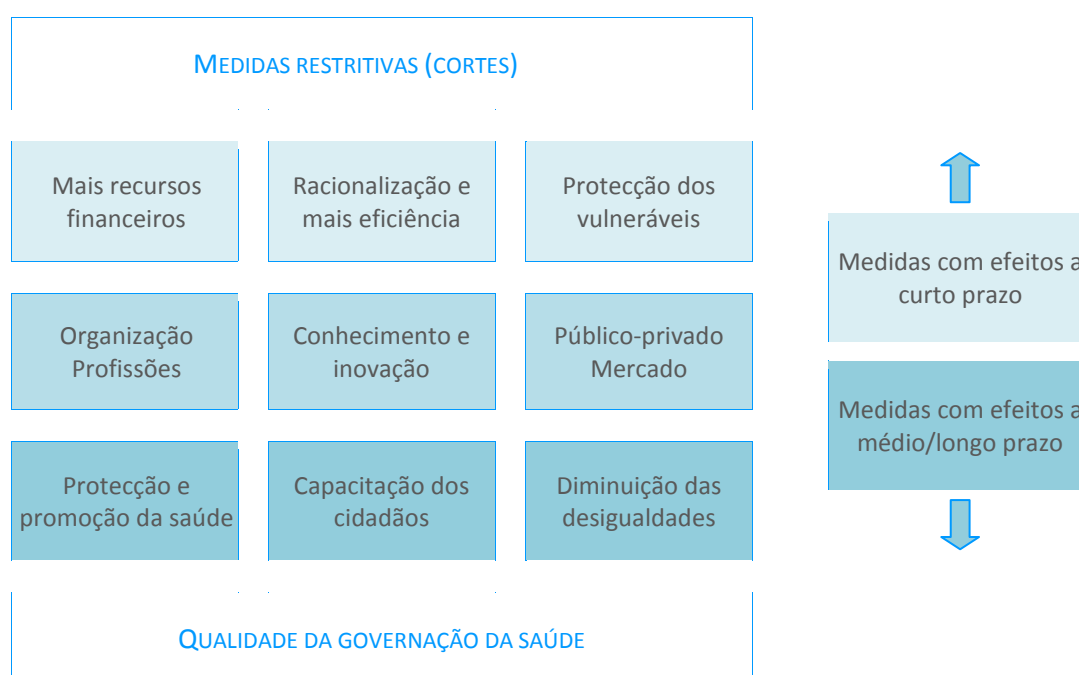 MEDIDAS RESTRITIVAS (CORTES)
Mais recursos
financeiros
Racionalização e
mais eficiência
Protecção dos
vulneráveis
Medidas com efeitos a
curto prazo
Organização
Profissões
Conhecimento e
inovação
Público-privado
Mercado
Medidas com efeitos a
médio/longo prazo
Protecção e
promoção da saúde
Capacitação dos
cidadãos
Diminuição das
desigualdades
QUALIDADE DA GOVERNAÇÃO DA SAÚDE